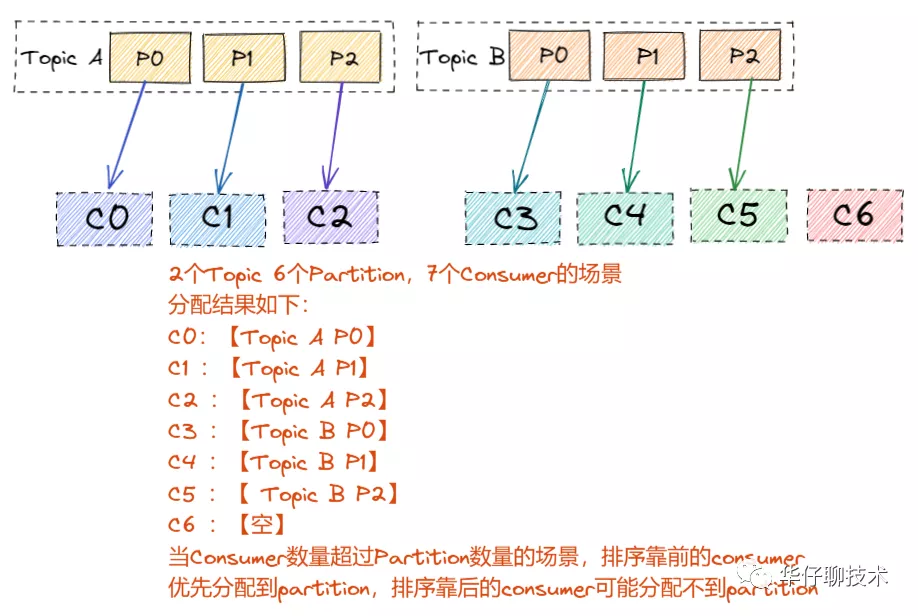 Topic A P0 P1 P2 Topic B P0 P1 P2
C0 C1 C2 C3 C4 C5 C6
2个Topic 6个Partition，7个Consumer的场景
分配结果如下：
C0：【Topic A P0】
C1 ：【Topic A P1】
C2 ：【Topic A P2】
C3 ：【Topic B P0】
C4 ：【Topic B P1】
C5 ：【 Topic B P2】
C6 ：【空】
当Consumer数量超过Partition数量的场景，排序靠前的consumer
优先分配到partition，排序靠后的consumer可能分配不到partition
华仔聊技术